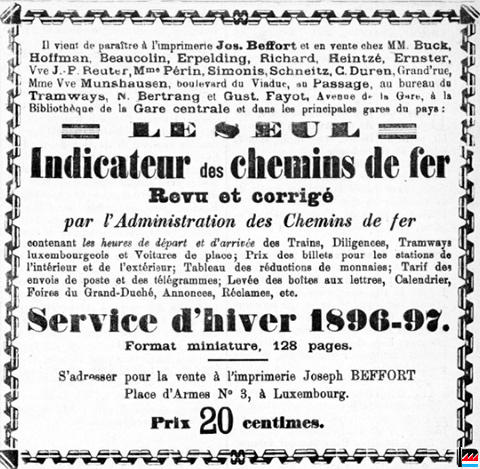 Il vient de paraître à l'imprimerie Jos. Beffort et en vente chez MM. Buck,
Hoffman, Beaucolin, Erpelding, Richard, Heintzé, Ernster,
Vve J.-P. Reuter, Mme Périn, Simonis, Schneitz, C. Duren, Grand'rue,
Mme Vve Munshausen, boulevard du Viaduc, au Passage, au bureau du
Tramways, N. Bertrang et Gust. Fayot, Avenue de la Gare, à la
Bibliothèque de la Gare centrale et dans les principales gares du pays:
LE SEUL
Indicateur des chemins de fer
Revu et corrigé
par l'Administration des Chemins de fer
contenant les heures de départ et d'arrivée des Trains, Diligences, Tramways
luxembourgeois et Voitures de place; Prix des billets pour les stations de
l'intérieur et de l'extérieur; Tableau des réductions de monnaies; Tarif des
envois de poste et des télégrammes; Levée des boîtes aux lettres, Calendrier,
Foires du Grand-Duché, Annonces, Réclames, etc.
Service d'hiver 1896-97.
Format miniature, 128 pages.
S'adresser pour la vente à l'imprimerie Joseph BEFFORT
Place d'Armes No 3, à Luxembourg.
Prix 20 centimes.